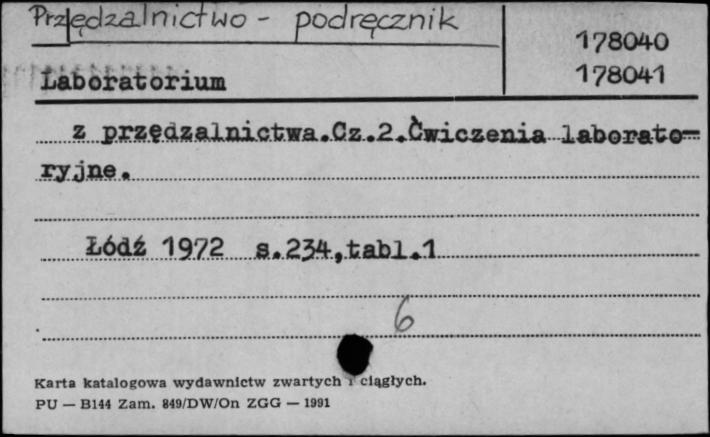 Przędzalnictwo - podręcznik
178040
178041
Laboratorium
z przędzalnictwa.Cz.2.Ćwiczenia laborato=
ryjne.
Łódź 1972 s.234,tabl.1
6
Karta katalogowa wydawnictw zwartych i ciągłych.
PU — B144 Zam. 849/DW/On ZGG — 1991